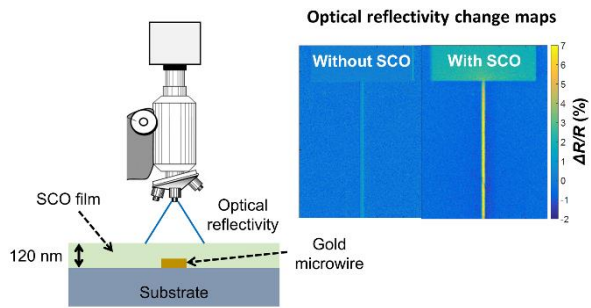 Optical reflectivity change maps
Without SCO
With SCO
7
6
5
4
3
2
1
0
-1
-2
ΔR/R (%)
SCO film
Optical
reflectivity
120 nm
Gold
microwire
Substrate